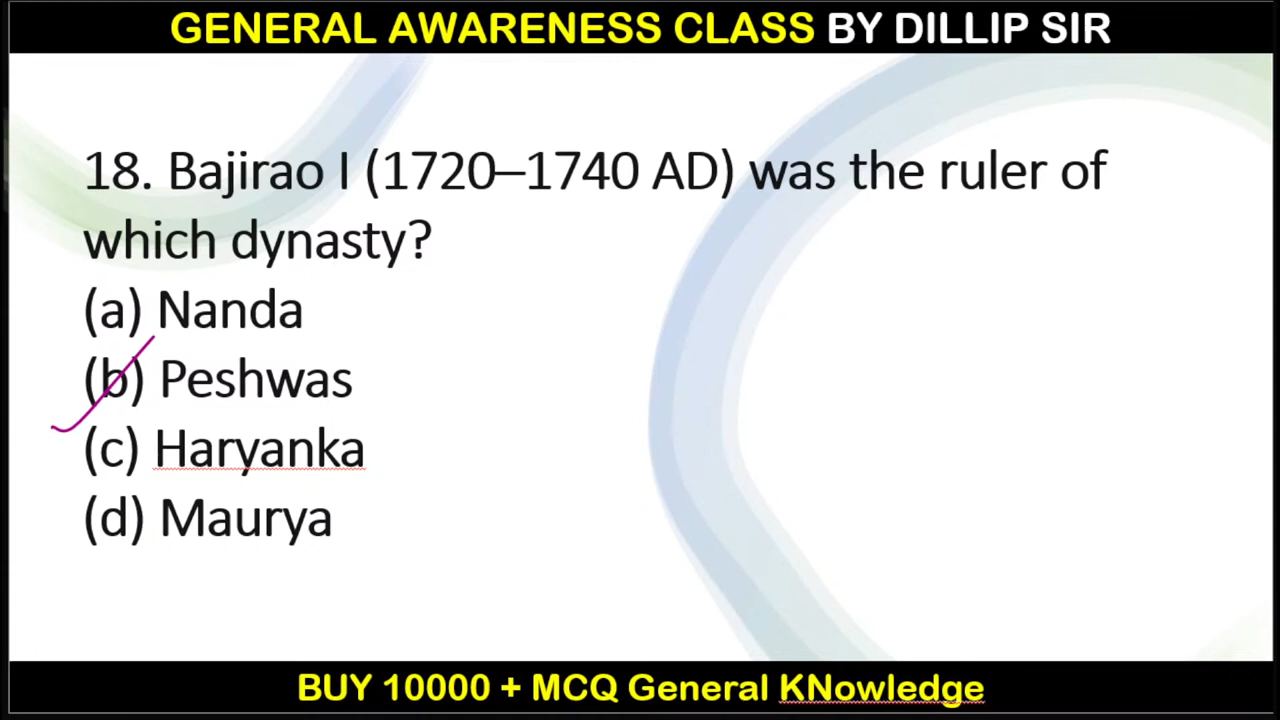 GENERAL AWARENESS CLASS BY DILLIP SIR
18. Bajirao I (1720–1740 AD) was the ruler of
which dynasty?
(a) Nanda
(b) Peshwas
(c) Haryanka
(d) Maurya
BUY 10000 + MCQ General KNowledge